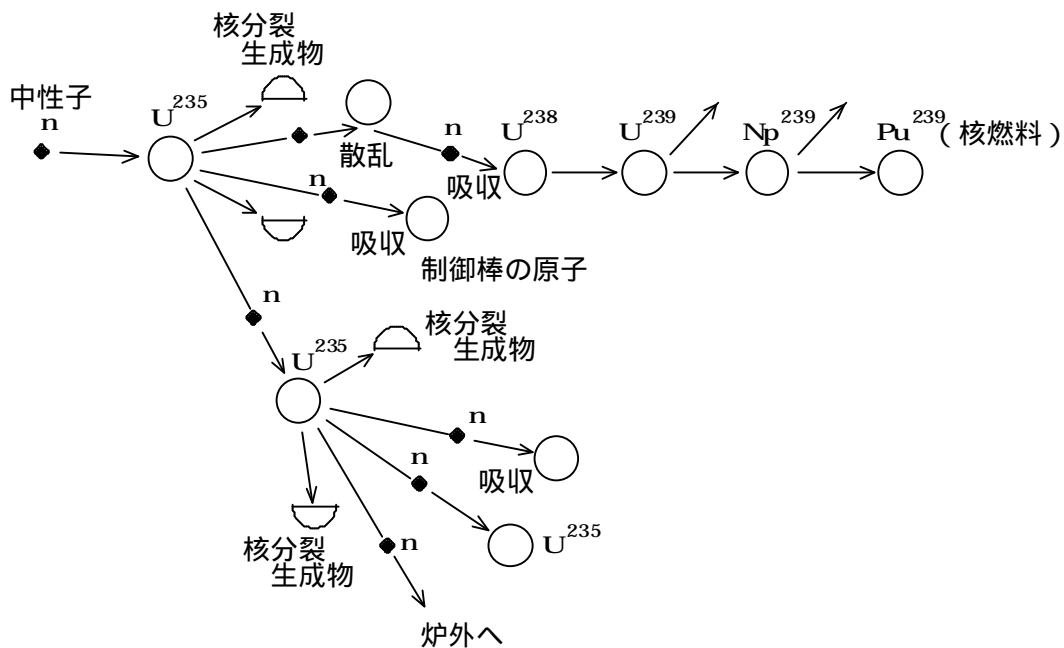 核分裂
生成物
中性子
n
U235
散乱
n
吸収
U238
U239
Np239
Pu239(核燃料)
n
吸収
制御棒の原子
n
U235
核分裂
生成物
n
吸収
n
U235
核分裂
生成物
n
炉外へ